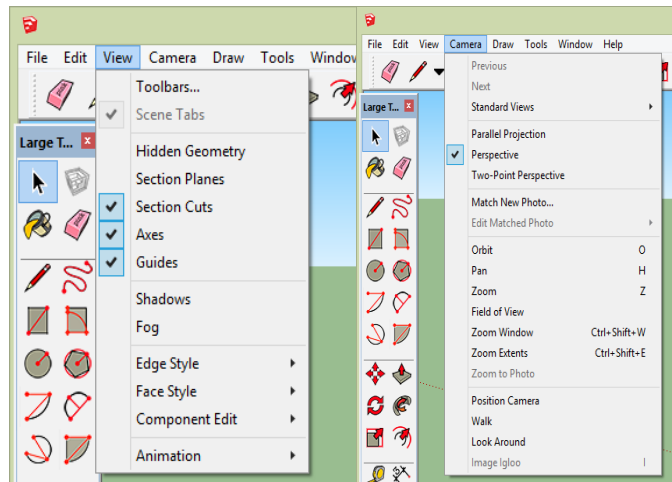 File Edit View Camera Draw Tools Window
Large T...
Toolbars...
Scene Tabs
Hidden Geometry
Section Planes
Section Cuts
Axes
Guides
Shadows
Fog
Edge Style
Face Style
Component Edit
Animation
File Edit View Camera Draw Tools Window Help
Large T...
Previous
Next
Standard Views
Parallel Projection
Perspective
Two-Point Perspective
Match New Photo...
Edit Matched Photo
Orbit O
Pan H
Zoom Z
Field of View
Zoom Window Ctrl+Shift+W
Zoom Extents Ctrl+Shift+E
Zoom to Photo
Position Camera
Walk
Look Around
Image Igloo I